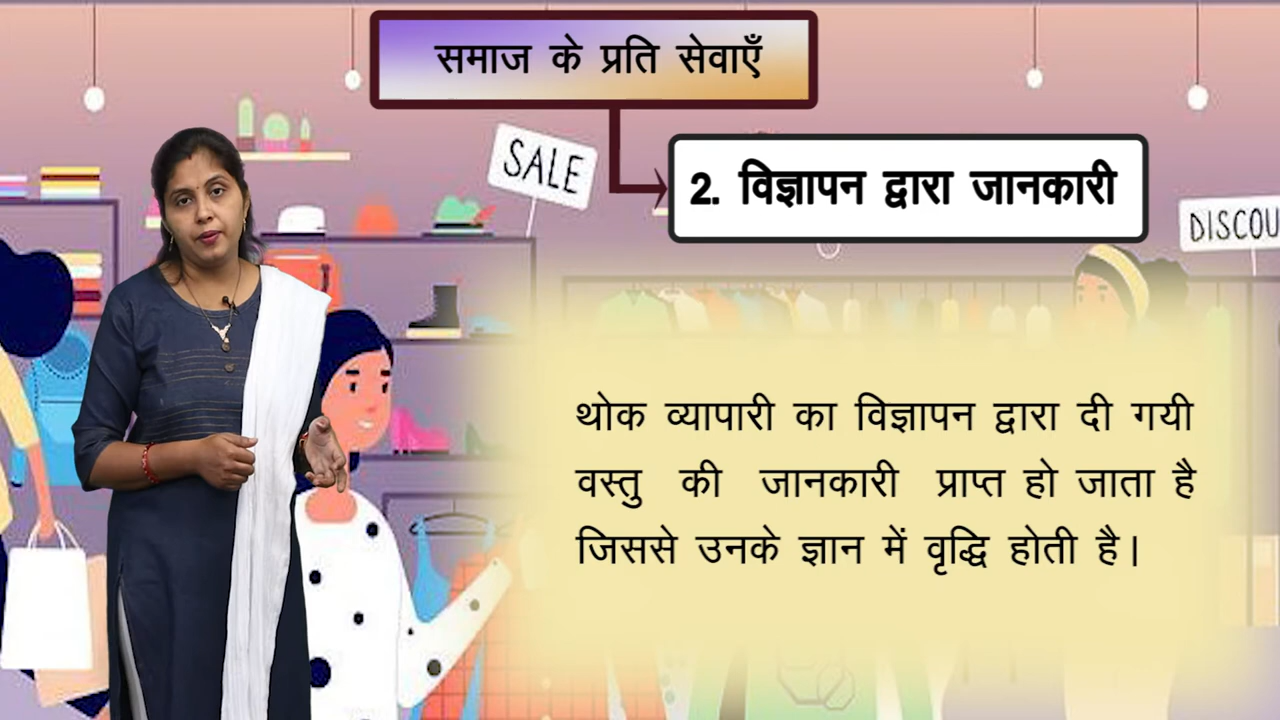 समाज के प्रति सेवाएँ
SALE
2. विज्ञापन द्वारा जानकारी
DISCOU
थोक व्यापारी का विज्ञापन द्वारा दी गयी
वस्तु की जानकारी प्राप्त हो जाता है
जिससे उनके ज्ञान में वृद्धि होती है।